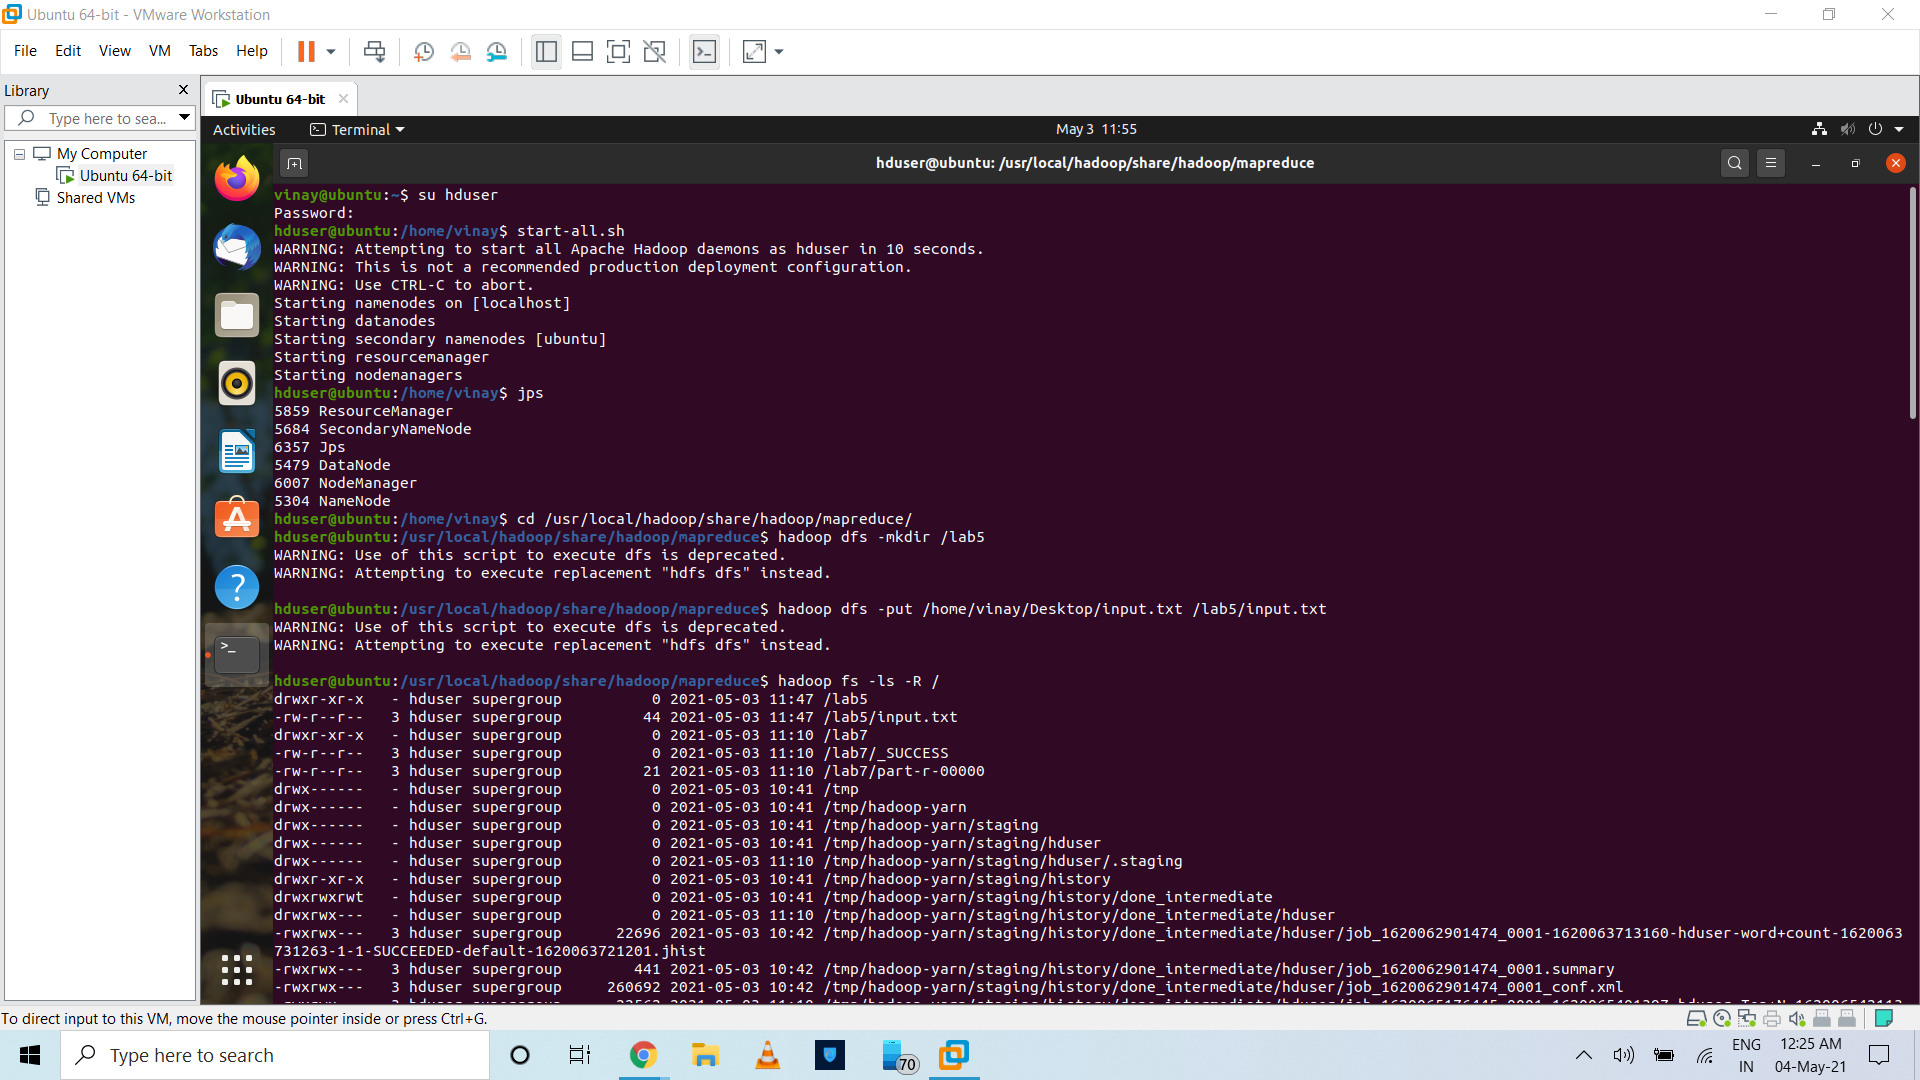 Ubuntu 64-bit - VMware Workstation
File Edit View VM Tabs Help
Library
Type here to sea...
My Computer
Ubuntu 64-bit
Shared VMs
Ubuntu 64-bit
Activities Terminal May 3 11:55
hduser@ubuntu: /usr/local/hadoop/share/hadoop/mapreduce
vinay@ubuntu:~$ su hduser
Password:
hduser@ubuntu:/home/vinay$ start-all.sh
WARNING: Attempting to start all Apache Hadoop daemons as hduser in 10 seconds.
WARNING: This is not a recommended production deployment configuration.
WARNING: Use CTRL-C to abort.
Starting namenodes on [localhost]
Starting datanodes
Starting secondary namenodes [ubuntu]
Starting resourcemanager
Starting nodemanagers
hduser@ubuntu:/home/vinay$ jps
5859 ResourceManager
5684 SecondaryNameNode
6357 Jps
5479 DataNode
6007 NodeManager
5304 NameNode
hduser@ubuntu:/home/vinay$ cd /usr/local/hadoop/share/hadoop/mapreduce/
hduser@ubuntu:/usr/local/hadoop/share/hadoop/mapreduce$ hadoop dfs -mkdir /lab5
WARNING: Use of this script to execute dfs is deprecated.
WARNING: Attempting to execute replacement "hdfs dfs" instead.
hduser@ubuntu:/usr/local/hadoop/share/hadoop/mapreduce$ hadoop dfs -put /home/vinay/Desktop/input.txt /lab5/input.txt
WARNING: Use of this script to execute dfs is deprecated.
WARNING: Attempting to execute replacement "hdfs dfs" instead.
hduser@ubuntu:/usr/local/hadoop/share/hadoop/mapreduce$ hadoop fs -ls -R /
drwxr-xr-x - hduser supergroup 0 2021-05-03 11:47 /lab5
-rw-r--r-- 3 hduser supergroup 44 2021-05-03 11:47 /lab5/input.txt
drwxr-xr-x - hduser supergroup 0 2021-05-03 11:10 /lab7
-rw-r--r-- 3 hduser supergroup 0 2021-05-03 11:10 /lab7/_SUCCESS
-rw-r--r-- 3 hduser supergroup 21 2021-05-03 11:10 /lab7/part-r-00000
drwx------ - hduser supergroup 0 2021-05-03 10:41 /tmp
drwx------ - hduser supergroup 0 2021-05-03 10:41 /tmp/hadoop-yarn
drwx------ - hduser supergroup 0 2021-05-03 10:41 /tmp/hadoop-yarn/staging
drwx------ - hduser supergroup 0 2021-05-03 10:41 /tmp/hadoop-yarn/staging/hduser
drwx------ - hduser supergroup 0 2021-05-03 11:10 /tmp/hadoop-yarn/staging/hduser/.staging
drwxr-xr-x - hduser supergroup 0 2021-05-03 10:41 /tmp/hadoop-yarn/staging/history
drwxrwxrwt - hduser supergroup 0 2021-05-03 10:41 /tmp/hadoop-yarn/staging/history/done_intermediate
drwxrwx--- - hduser supergroup 0 2021-05-03 11:10 /tmp/hadoop-yarn/staging/history/done_intermediate/hduser
-rwxrwx--- 3 hduser supergroup 22696 2021-05-03 10:42 /tmp/hadoop-yarn/staging/history/done_intermediate/hduser/job_1620062901474_0001-1620063713160-hduser-word+count-1620063
731263-1-1-SUCCEEDED-default-1620063721201.jhist
-rwxrwx--- 3 hduser supergroup 441 2021-05-03 10:42 /tmp/hadoop-yarn/staging/history/done_intermediate/hduser/job_1620062901474_0001.summary
-rwxrwx--- 3 hduser supergroup 260692 2021-05-03 10:42 /tmp/hadoop-yarn/staging/history/done_intermediate/hduser/job_1620062901474_0001_conf.xml
To direct input to this VM, move the mouse pointer inside or press Ctrl+G.
Type here to search
70
ENG
IN
12:25 AM
04-May-21